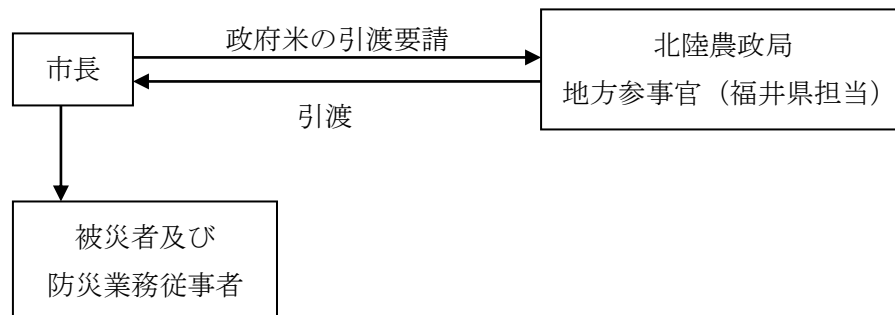 政府米の引渡要請
市長
北陸農政局
地方参事官（福井県担当）
引渡
被災者及び
防災業務従事者